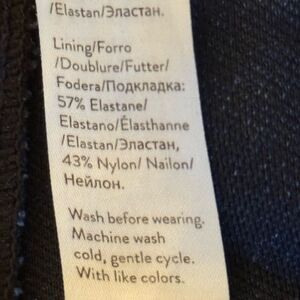 /Elastan/Эластан.
Lining/Forro
/Doublure/Futter/
Fodera/Подкладка:
57% Elastane/
Elastano/Élasthanne
/Elastan/Эластан,
43% Nylon/ Nailon/
Нейлон.
Wash before wearing.
Machine wash
cold, gentle cycle.
With like colors.